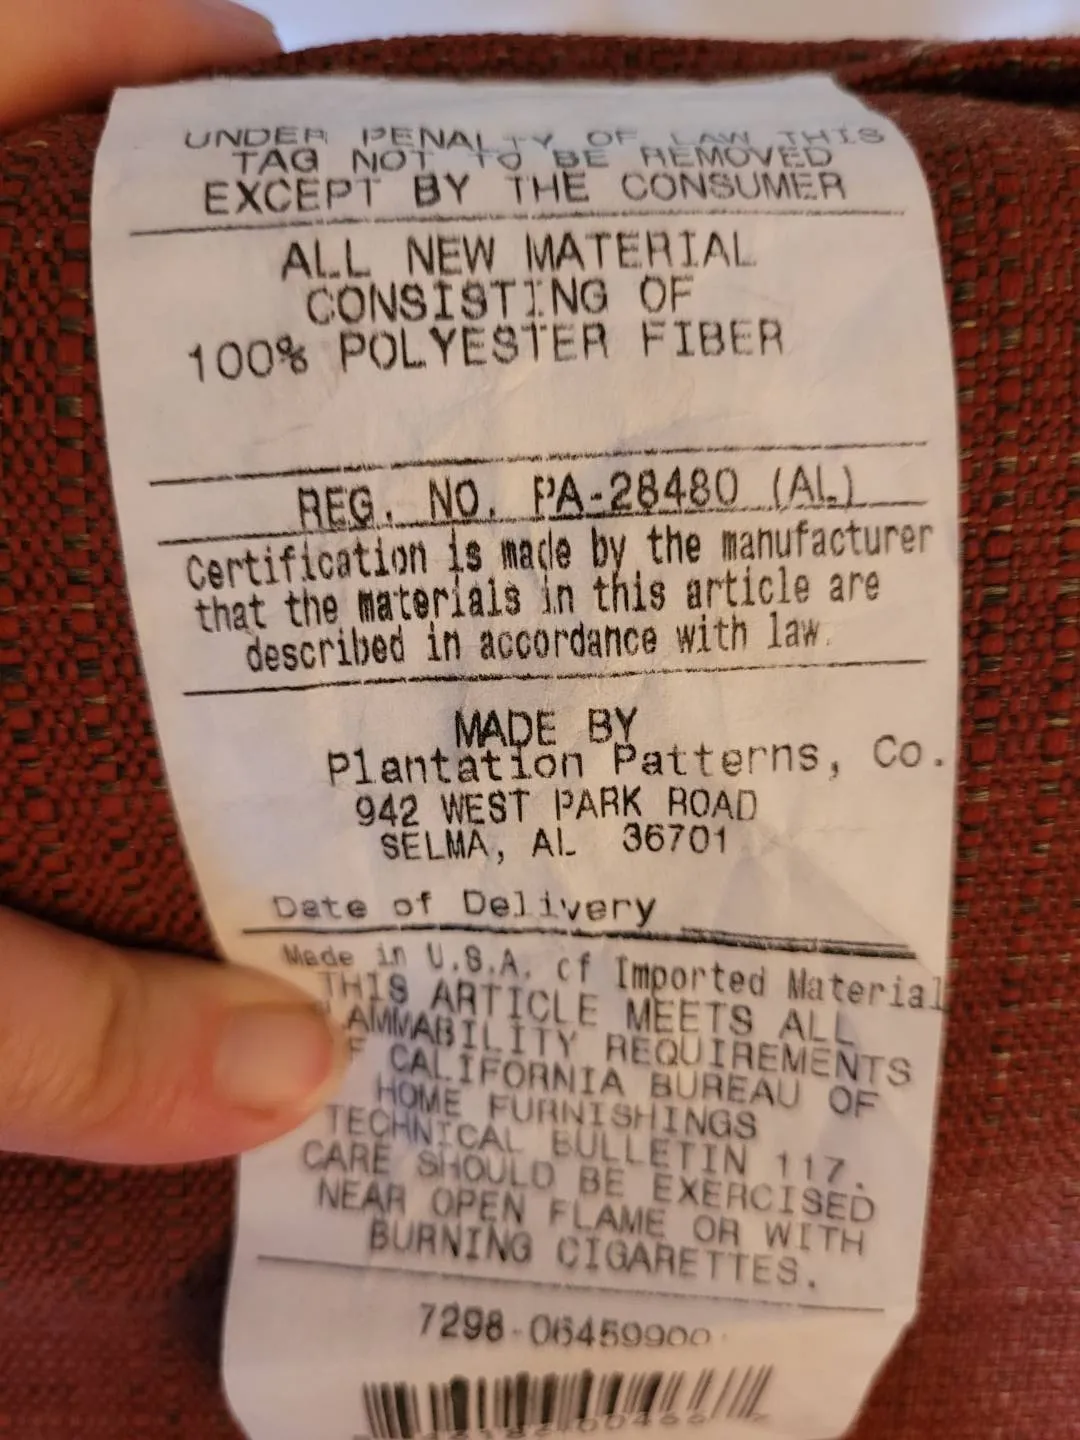 UNDER PENALTY OF LAW THIS
TAG NOT TO BE REMOVED
EXCEPT BY THE CONSUMER
ALL NEW MATERIAL
CONSISTING OF
100% POLYESTER FIBER
REG. NO. PA-28480 (AL)
Certification is made by the manufacturer
that the materials in this article are
described in accordance with law.
MADE BY
Plantation Patterns, Co.
942 WEST PARK ROAD
SELMA, AL 36701
Date of Delivery
Made in U.S.A. of Imported Material
THIS ARTICLE MEETS ALL
LAMMABILITY REQUIREMENTS
F CALIFORNIA BUREAU OF
HOME FURNISHINGS
TECHNICAL BULLETIN 117.
CARE SHOULD BE EXERCISED
NEAR OPEN FLAME OR WITH
BURNING CIGARETTES.
7298-06459900